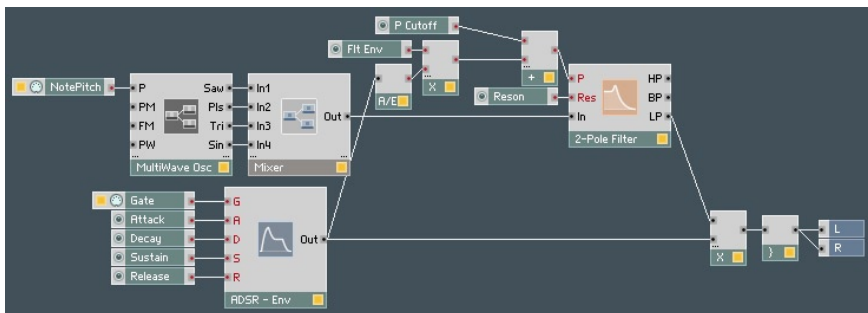 P Cutoff
Flt Env
NotePitch
P Saw In1
PM Pls In2
FM Tri In3
PW Sin In4
Out
... ... ...
MultiWave Osc
Mixer
A/E
...
X
...
+
Reson
P HP
Res BP
In LP
...
2-Pole Filter
Gate G
Attack A
Decay D
Sustain S
Release R
Out
ADSR - Env
...
X
}
L
R